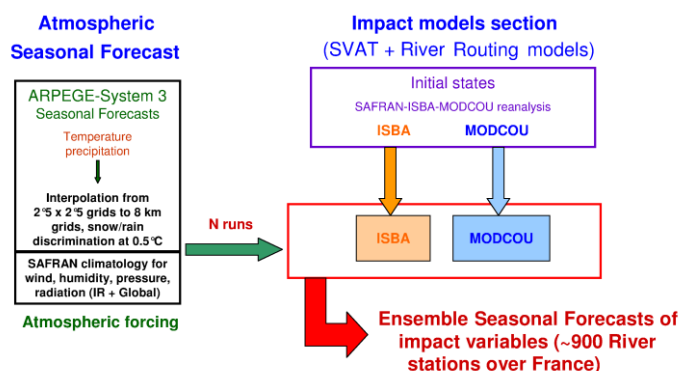 Atmospheric
Seasonal Forecast
ARPEGE-System 3
Seasonal Forecasts
Temperature
precipitation
Interpolation from
2°5 x 2°5 grids to 8 km
grids, snow/rain
discrimination at 0.5°C
SAFRAN climatology for
wind, humidity, pressure,
radiation (IR + Global)
Atmospheric forcing
N runs
Impact models section
(SVAT + River Routing models)
Initial states
SAFRAN-ISBA-MODCOU reanalysis
ISBA MODCOU
ISBA MODCOU
Ensemble Seasonal Forecasts of
impact variables (~900 River
stations over France)